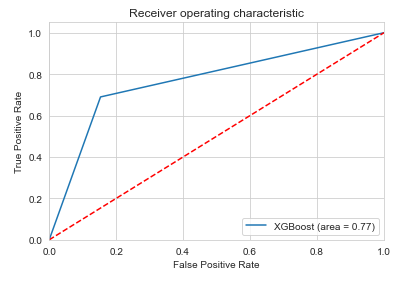 Receiver operating characteristic
1.0
0.8
0.6
0.4
0.2
0.0
True Positive Rate
XGBoost (area = 0.77)
0.0 0.2 0.4 0.6 0.8 1.0
False Positive Rate